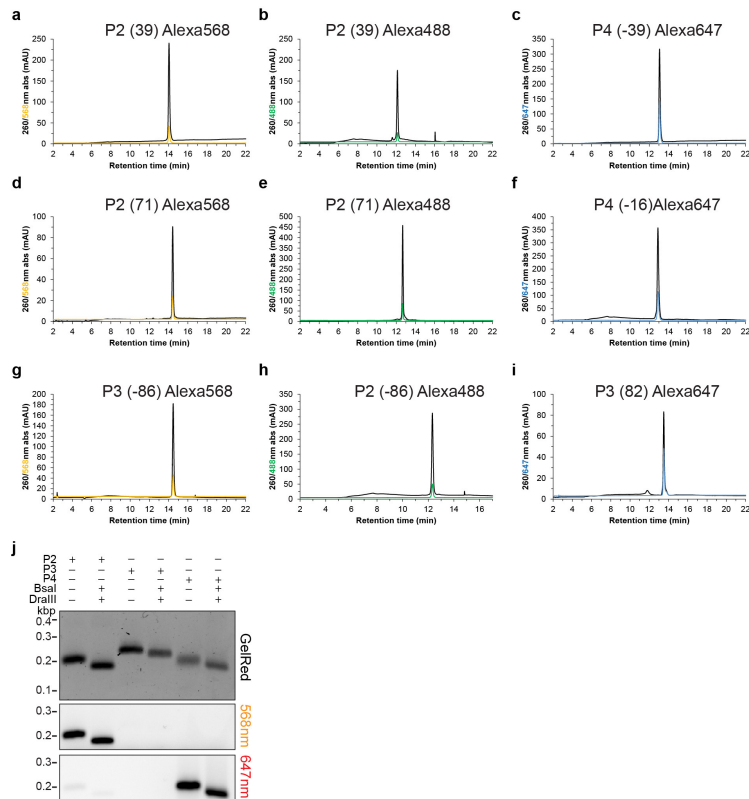 a
P2 (39) Alexa568
260/568nm abs (mAU)
250
200
150
100
50
0
2 4 6 8 10 12 14 16 18 20 22
Retention time (min)
b
P2 (39) Alexa488
260/488nm abs (mAU)
250
200
150
100
50
0
2 4 6 8 10 12 14 16 18 20 22
Retention time (min)
c
P4 (-39) Alexa647
260/647nm abs (mAU)
350
300
250
200
150
100
50
0
2 4 6 8 10 12 14 16 18 20 22
Retention time (min)
d
P2 (71) Alexa568
260/568nm abs (mAU)
100
80
60
40
20
0
2 4 6 8 10 12 14 16 18 20 22
Retention time (min)
e
P2 (71) Alexa488
260/488nm abs (mAU)
500
450
400
350
300
250
200
150
100
50
0
2 4 6 8 10 12 14 16 18 20 22
Retention time (min)
f
P4 (-16)Alexa647
260/647nm abs (mAU)
400
350
300
250
200
150
100
50
0
2 4 6 8 10 12 14 16 18 20 22
Retention time (min)
g
P3 (-86) Alexa568
260/568nm abs (mAU)
200
180
160
140
120
100
80
60
40
20
0
2 4 6 8 10 12 14 16 18 20 22
Retention time (min)
h
P2 (-86) Alexa488
260/488nm abs (mAU)
350
300
250
200
150
100
50
0
2 4 6 8 10 12 14 16
Retention time (min)
i
P3 (82) Alexa647
260/647nm abs (mAU)
100
80
60
40
20
0
2 4 6 8 10 12 14 16 18 20 22
Retention time (min)
j
P2 + + – – – –
P3 – – + + – –
P4 – – – – + +
BsaI – + – + – +
DraIII – + – + – +
kbp
0.4–
0.3–
0.2–
0.1–
GelRed
0.3–
0.2–
568nm
0.3–
0.2–
647nm